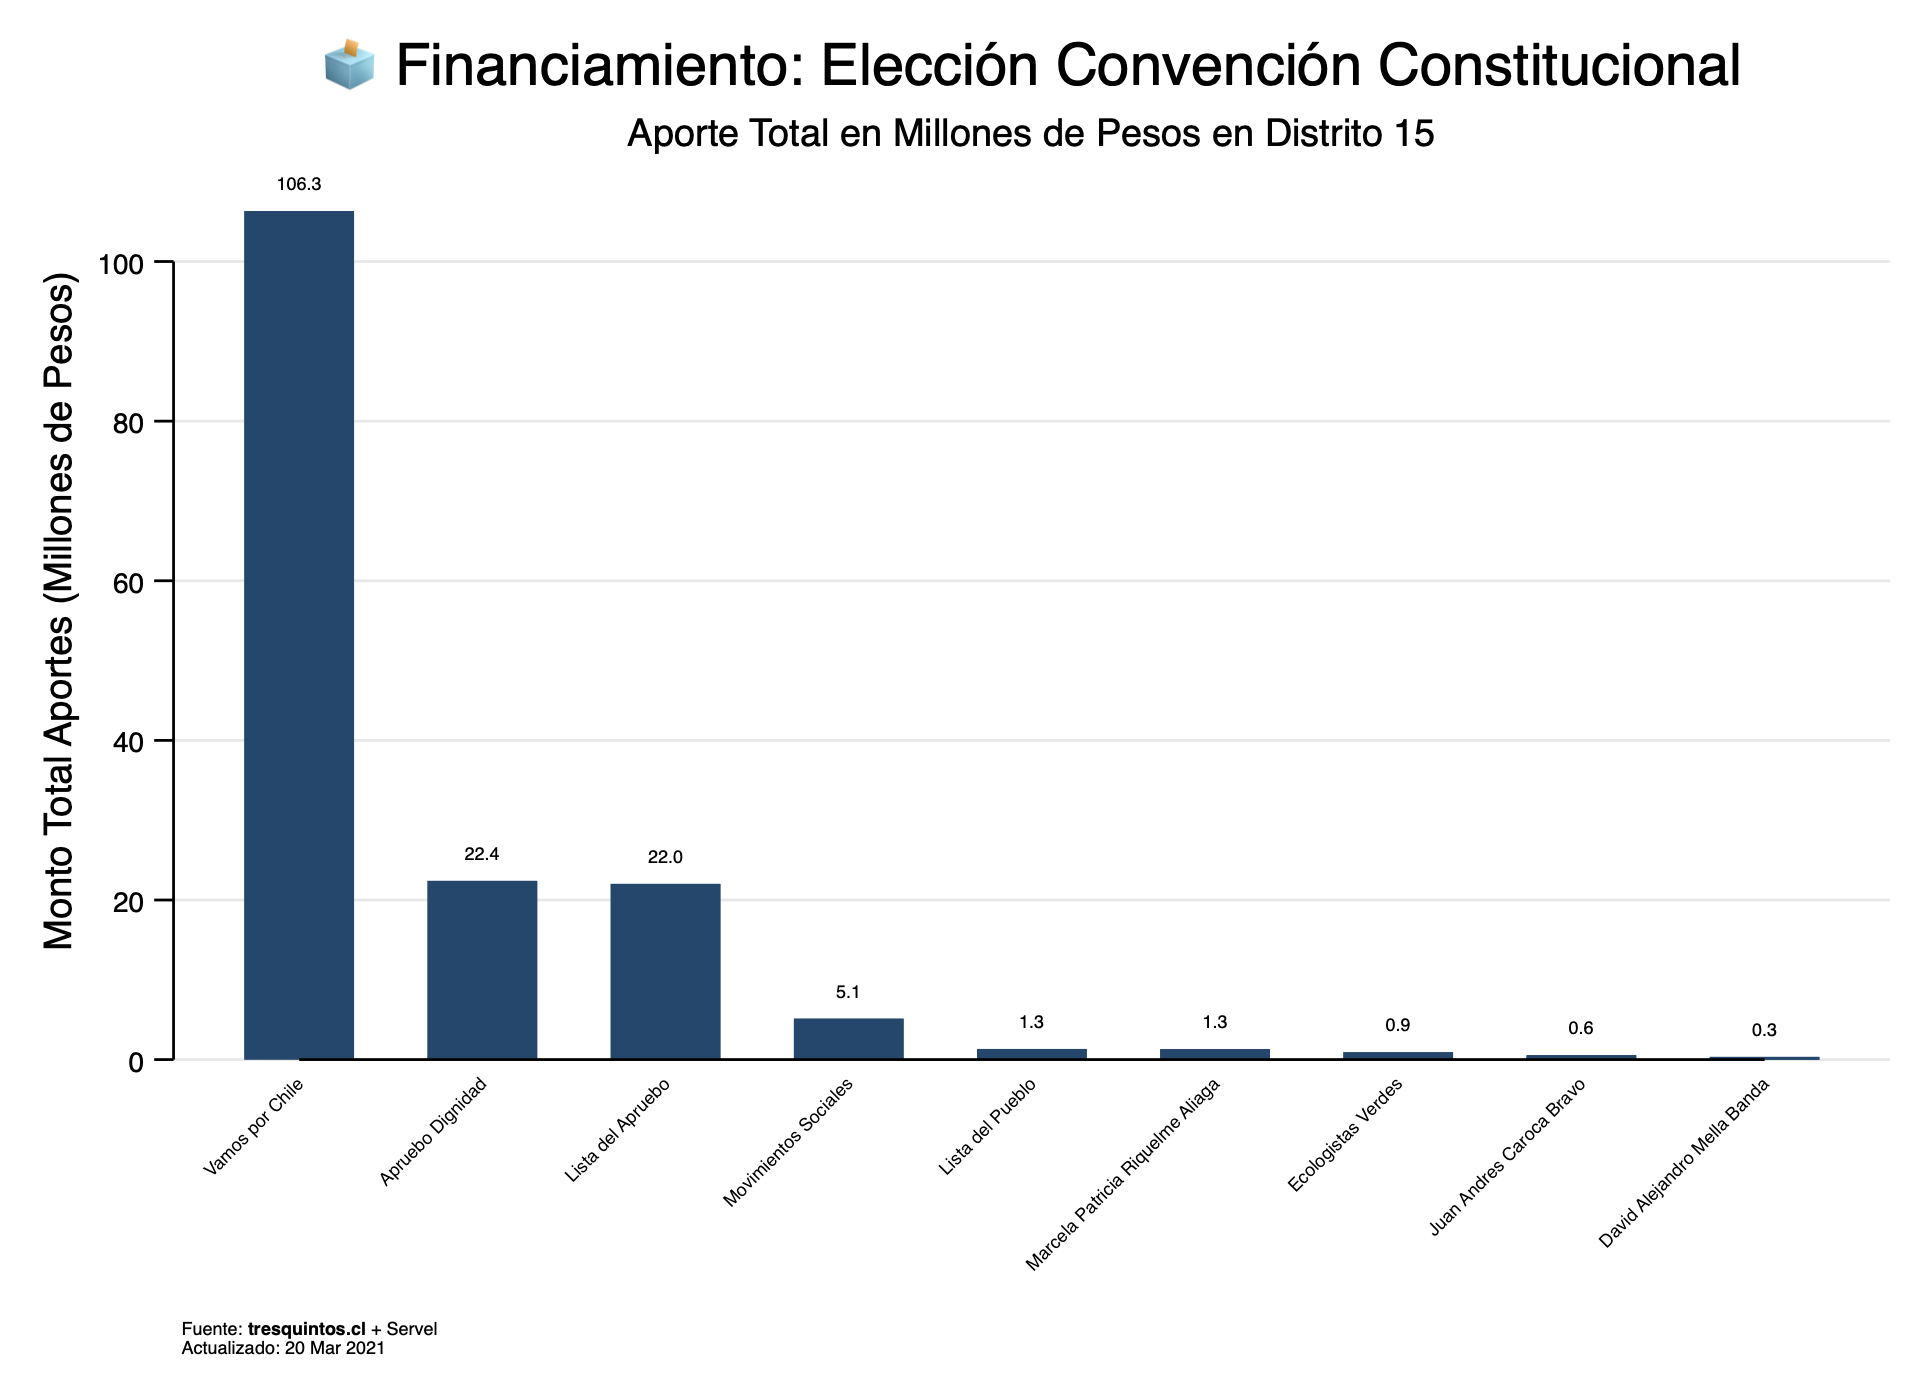 Financiamiento: Elección Convención Constitucional
Aporte Total en Millones de Pesos en Distrito 15
Monto Total Aportes (Millones de Pesos)
100
80
60
40
20
0
106.3
22.4
22.0
5.1
1.3
1.3
0.9
0.6
0.3
Vamos por Chile
Apruebo Dignidad
Lista del Apruebo
Movimientos Sociales
Lista del Pueblo
Marcela Patricia Riquelme Aliaga
Ecologistas Verdes
Juan Andres Caroca Bravo
David Alejandro Mella Banda
Fuente: tresquintos.cl + Servel
Actualizado: 20 Mar 2021